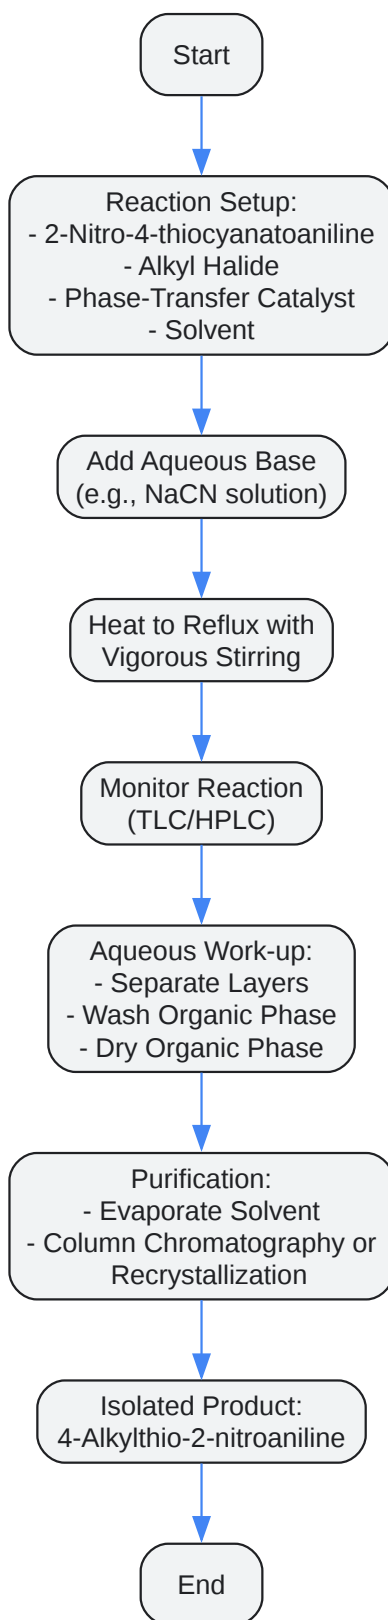 Start
Reaction Setup:
- 2-Nitro-4-thiocyanatoaniline
- Alkyl Halide
- Phase-Transfer Catalyst
- Solvent
Add Aqueous Base
(e.g., NaCN solution)
Heat to Reflux with
Vigorous Stirring
Monitor Reaction
(TLC/HPLC)
Aqueous Work-up:
- Separate Layers
- Wash Organic Phase
- Dry Organic Phase
Purification:
- Evaporate Solvent
- Column Chromatography or
Recrystallization
Isolated Product:
4-Alkylthio-2-nitroaniline
End